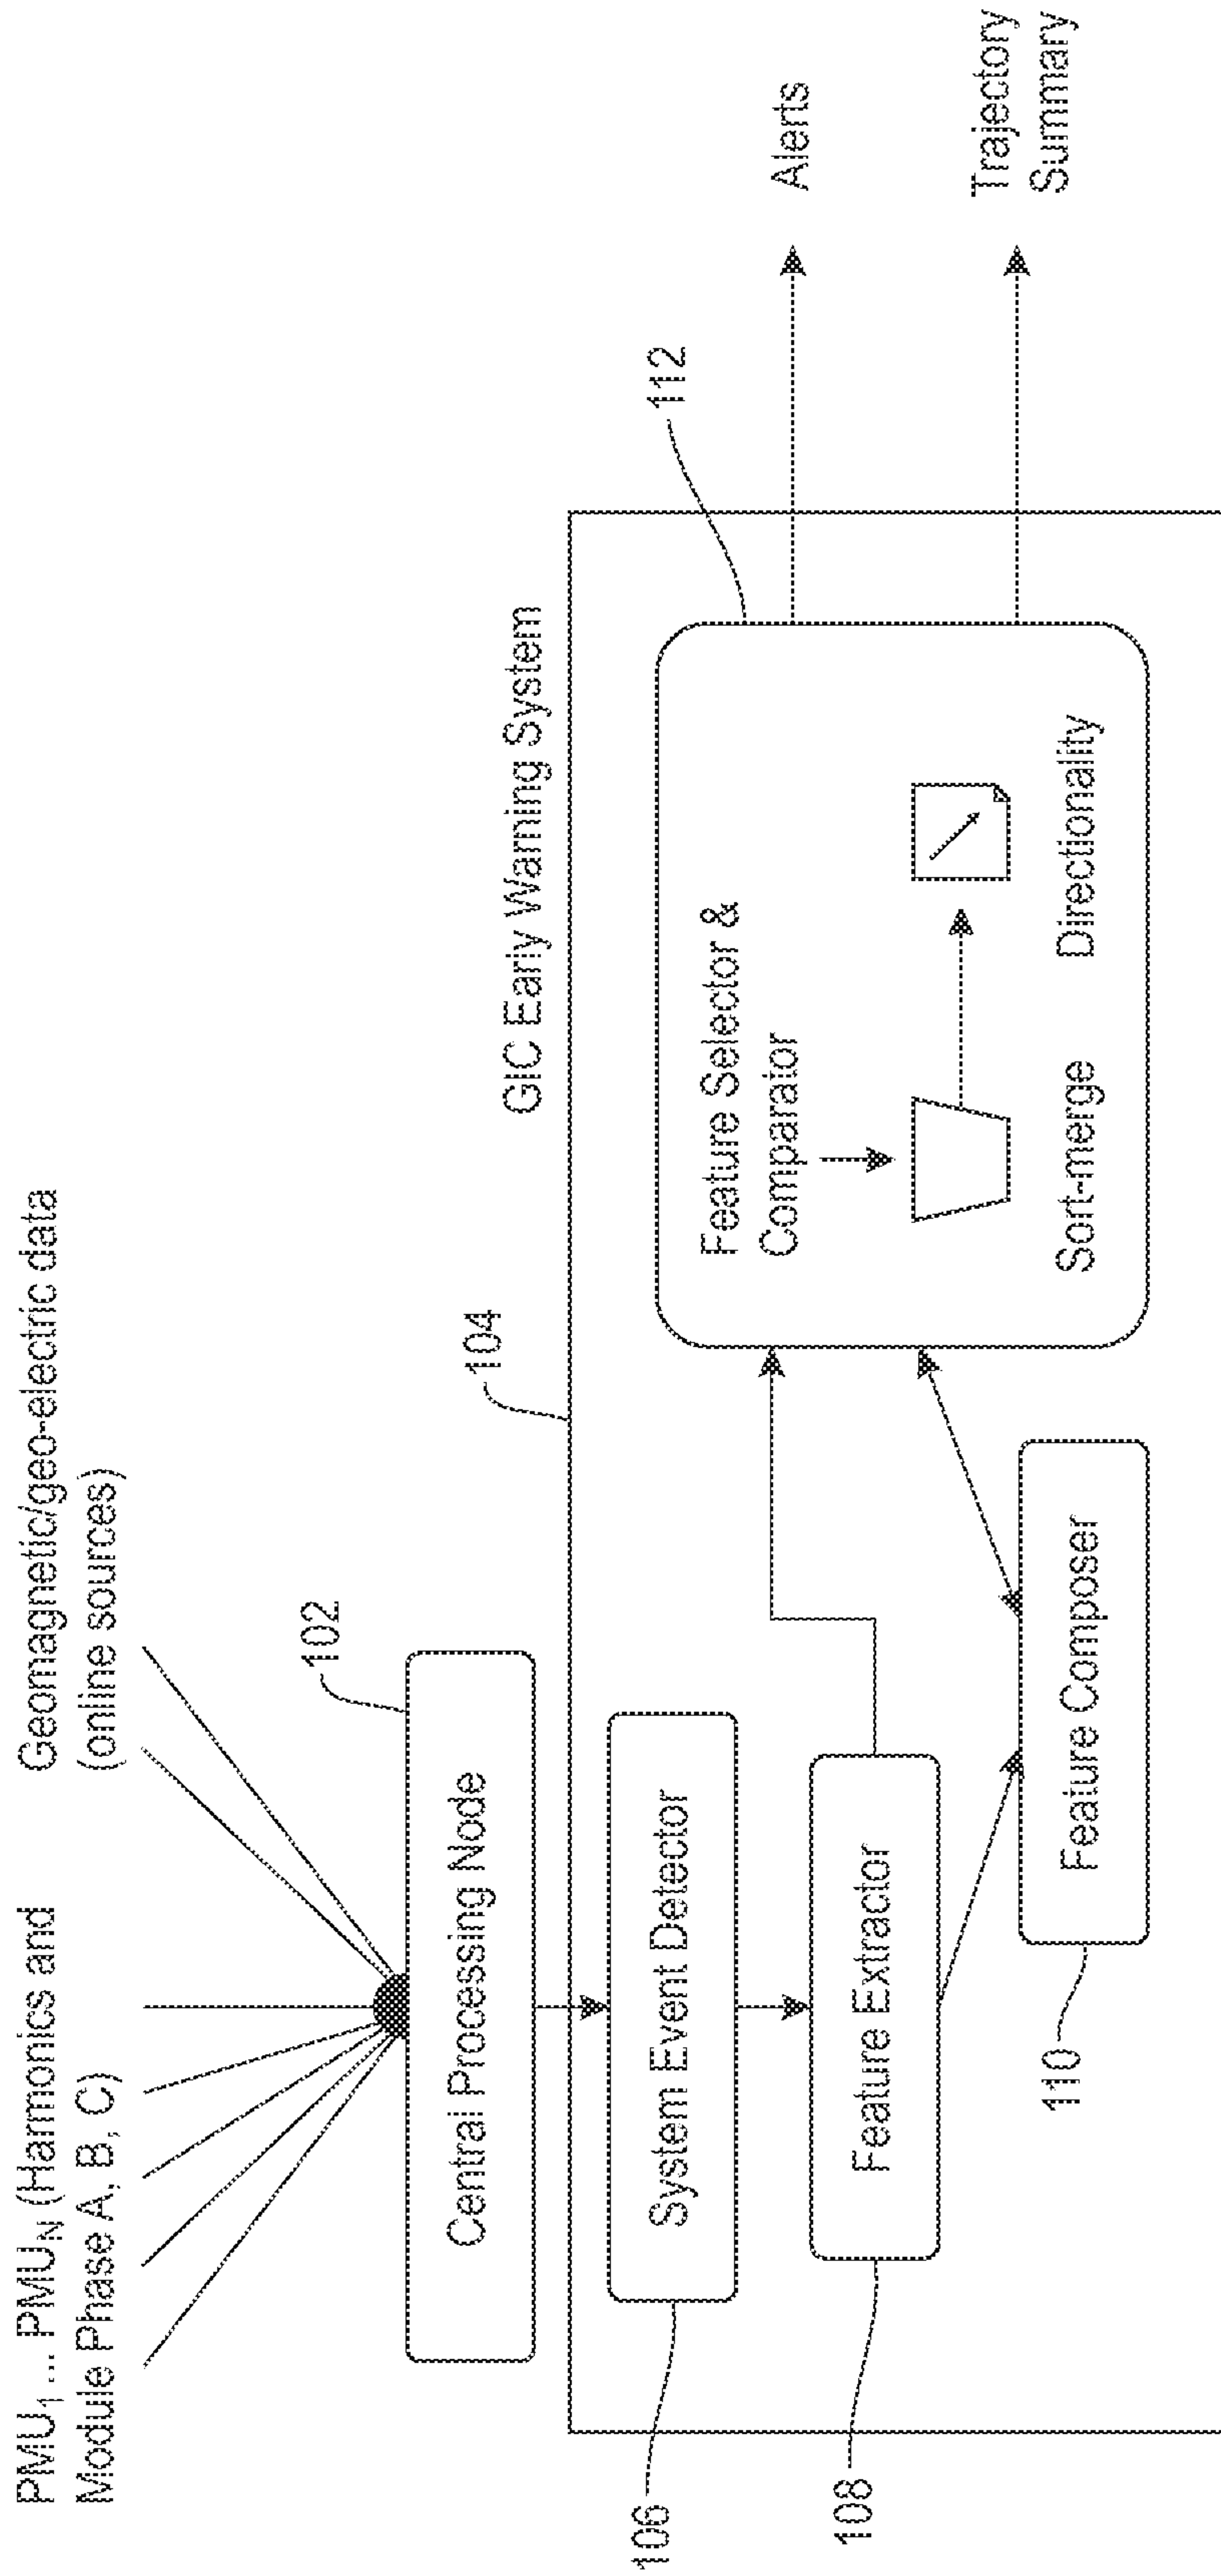 PMU1 ... PMUN (Harmonics and
Module Phase A, B, C)
Geomagnetic/geo-electric data
(online sources)
102
Central Processing Node
104
GIC Early Warning System
106
System Event Detector
108
Feature Extractor
110
Feature Composer
112
Feature Selector &
Comparator
Sort-merge
Directionality
Alerts
Trajectory
Summary